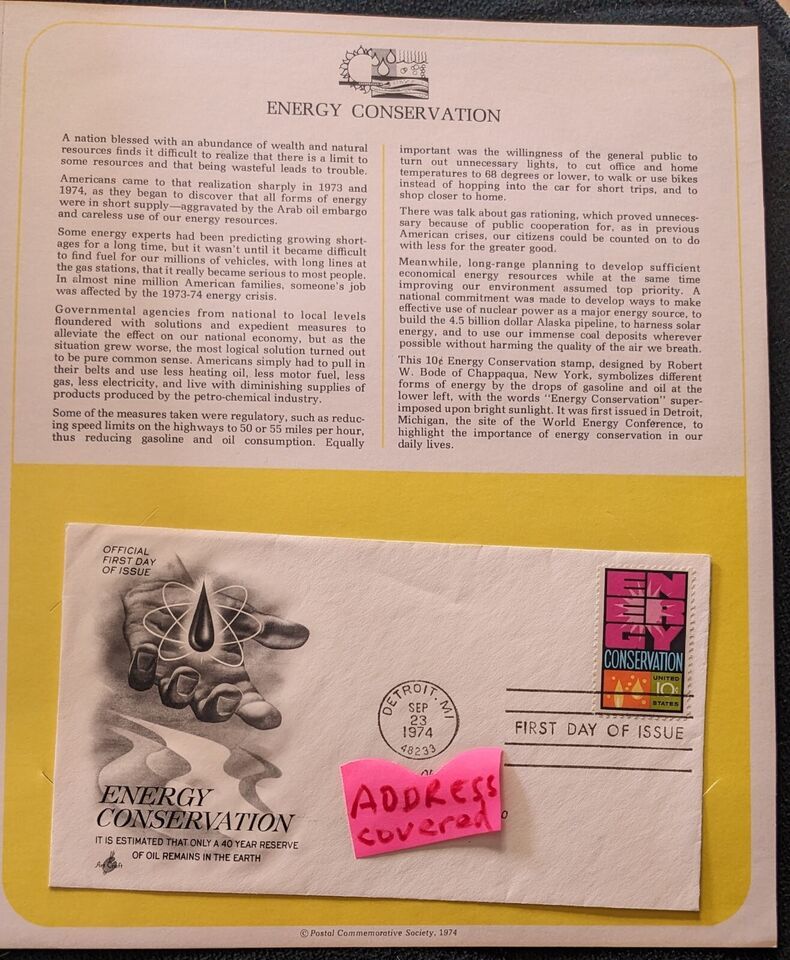 ENERGY CONSERVATION
A nation blessed with an abundance of wealth and natural
resources finds it difficult to realize that there is a limit to
some resources and that being wasteful leads to trouble.
Americans came to that realization sharply in 1973 and
1974, as they began to discover that all forms of energy
were in short supply—aggravated by the Arab oil embargo
and careless use of our energy resources.
Some energy experts had been predicting growing short-
ages for a long time, but it wasn't until it became difficult
to find fuel for our millions of vehicles, with long lines at
the gas stations, that it really became serious to most people.
In almost nine million American families, someone's job
was affected by the 1973-74 energy crisis.
Governmental agencies from national to local levels
floundered with solutions and expedient measures to
alleviate the effect on our national economy, but as the
situation grew worse, the most logical solution turned out
to be pure common sense. Americans simply had to pull in
their belts and use less heating oil, less motor fuel, less
gas, less electricity, and live with diminishing supplies of
products produced by the petro-chemical industry.
Some of the measures taken were regulatory, such as reduc-
ing speed limits on the highways to 50 or 55 miles per hour,
thus reducing gasoline and oil consumption. Equally
important was the willingness of the general public to
turn out unnecessary lights, to cut office and home
temperatures to 68 degrees or lower, to walk or use bikes
instead of hopping into the car for short trips, and to
shop closer to home.
There was talk about gas rationing, which proved unneces-
sary because of public cooperation for, as in previous
American crises, our citizens could be counted on to do
with less for the greater good.
Meanwhile, long-range planning to develop sufficient
economical energy resources while at the same time
improving our environment assumed top priority. A
national commitment was made to develop ways to make
effective use of nuclear power as a major energy source, to
build the 4.5 billion dollar Alaska pipeline, to harness solar
energy, and to use our immense coal deposits wherever
possible without harming the quality of the air we breath.
This 10¢ Energy Conservation stamp, designed by Robert
W. Bode of Chappaqua, New York, symbolizes different
forms of energy by the drops of gasoline and oil at the
lower left, with the words "Energy Conservation" super-
imposed upon bright sunlight. It was first issued in Detroit,
Michigan, the site of the World Energy Conference, to
highlight the importance of energy conservation in our
daily lives.
OFFICIAL
FIRST DAY
OF ISSUE
ENERGY
CONSERVATION
IT IS ESTIMATED THAT ONLY A 40 YEAR RESERVE
OF OIL REMAINS IN THE EARTH
Art Craft
DETROIT, MI
SEP
23
1974
48233
ADDRESS
covered
EN
ER
GY
CONSERVATION
UNITED
10¢
STATES
FIRST DAY OF ISSUE
© Postal Commemorative Society, 1974